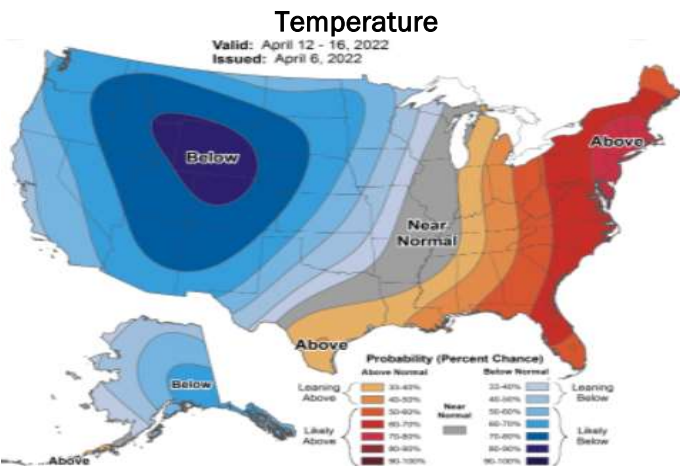 Temperature
Valid: April 12 - 16, 2022
Issued: April 6, 2022
Below
Above
Near
Normal
Above
Below
Above
Probability (Percent Chance)
Above Normal Below Normal
Leaning
Above
33-40% 33-40%
40-50% 40-50%
Leaning
Below
Likely
Above
50-60% 50-60%
60-70% 60-70%
70-80% 70-80%
80-90% 80-90%
90-100% 90-100%
Near
Normal
Likely
Below